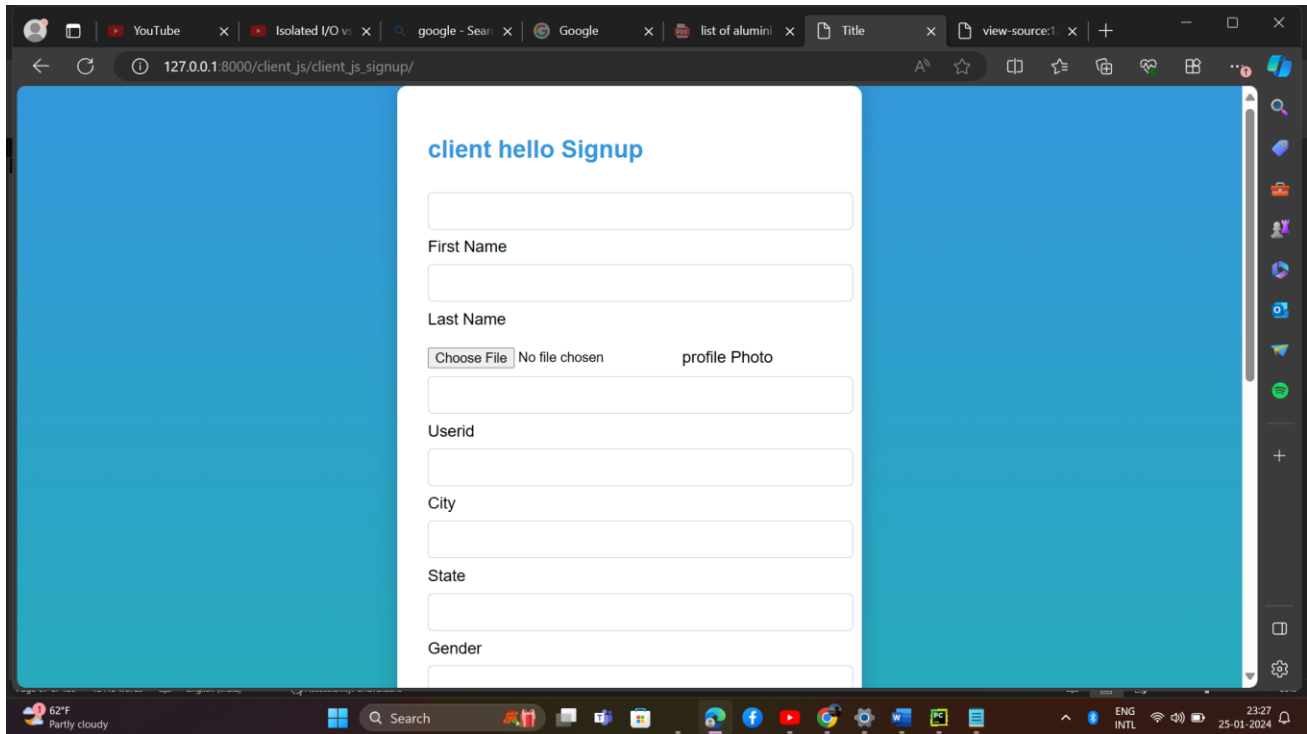 YouTube
Isolated I/O vs
google - Sear
Google
list of alumini
Title
view-source:1
127.0.0.1:8000/client_js/client_js_signup/
client hello Signup
First Name
Last Name
Choose File No file chosen profile Photo
Userid
City
State
Gender
62°F
Partly cloudy
Search
ENG
INTL
23:27
25-01-2024